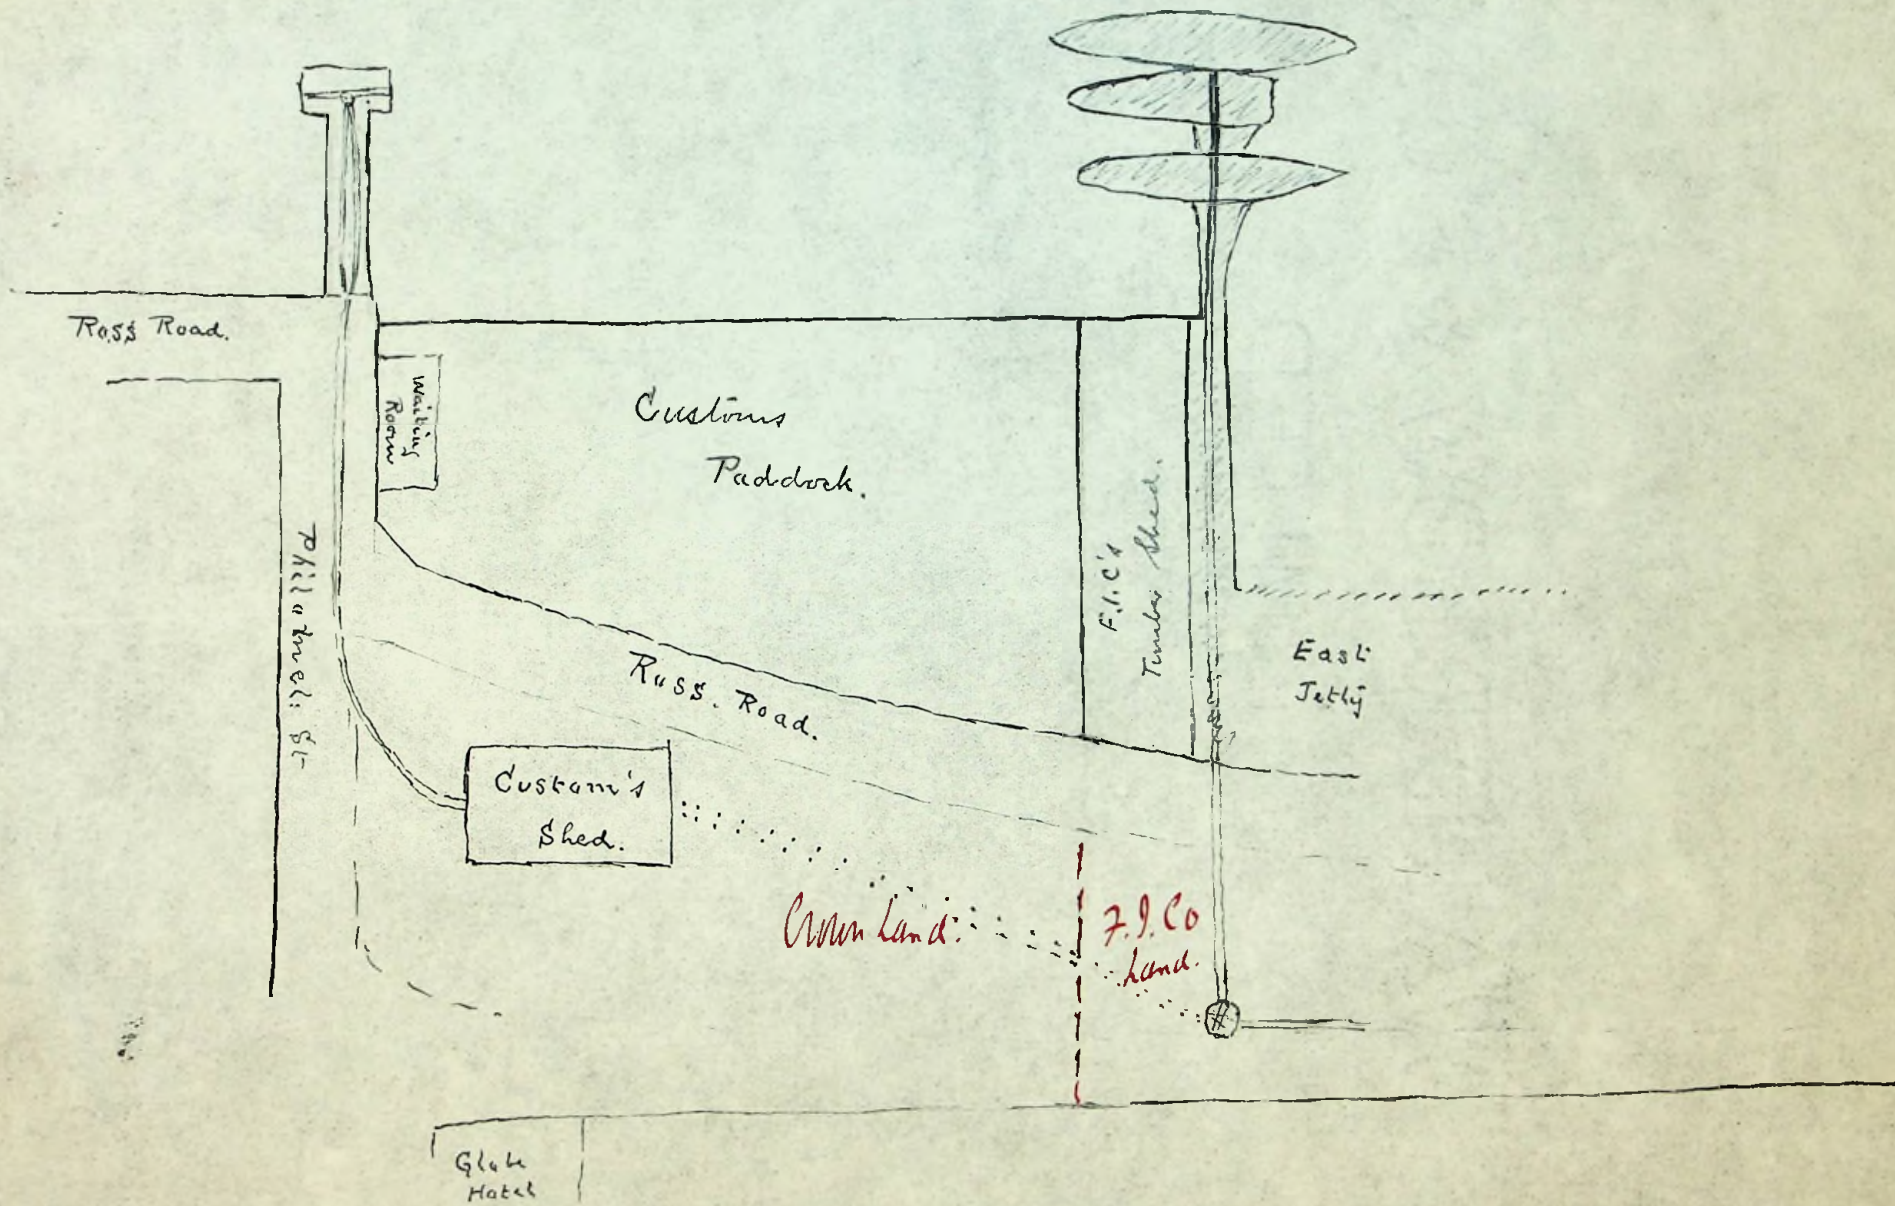 Ross Road.
Waiting
Room
Customs
Paddock.
F.I.C's
Timber Shed.
East
Jetty
Philomel. St
Ross. Road.
Custom's
Shed.
Crown Land.
F.I. Co
Land.
Globe
Hotel